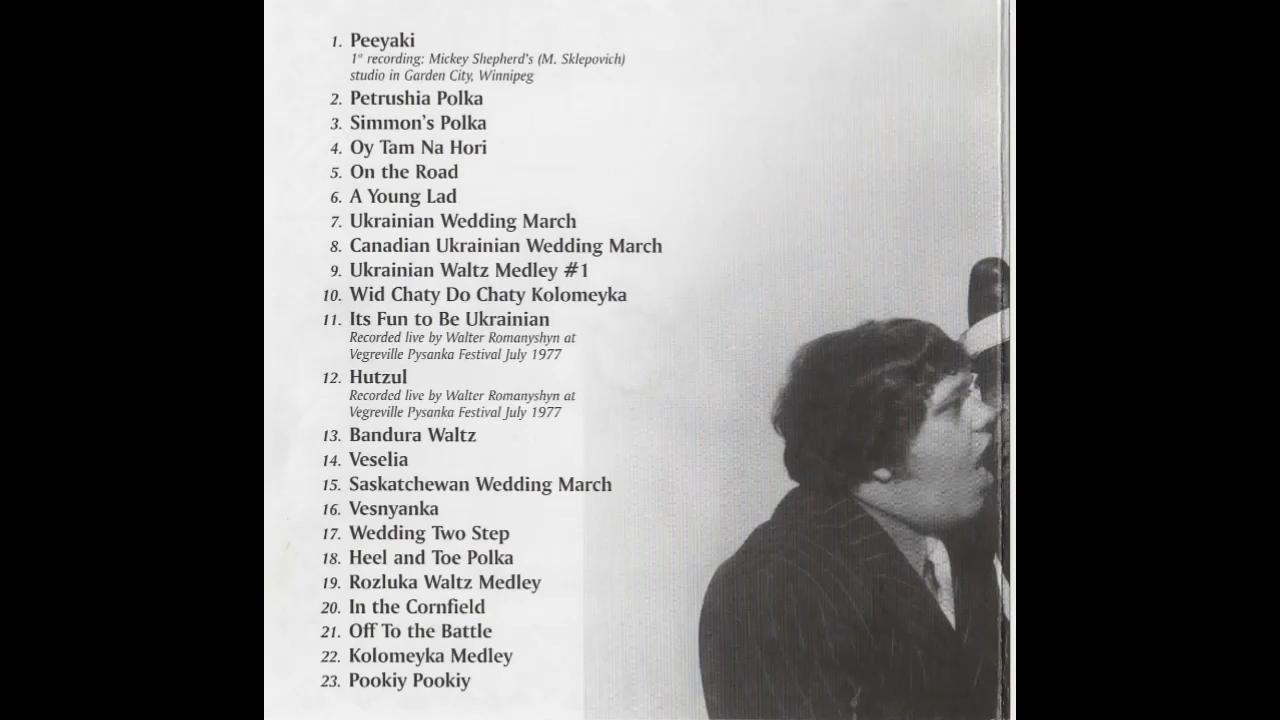 1. Peeyaki
1st recording: Mickey Shepherd's (M. Sklepovich)
studio in Garden City, Winnipeg
2. Petrushia Polka
3. Simmon's Polka
4. Oy Tam Na Hori
5. On the Road
6. A Young Lad
7. Ukrainian Wedding March
8. Canadian Ukrainian Wedding March
9. Ukrainian Waltz Medley #1
10. Wid Chaty Do Chaty Kolomeyka
11. Its Fun to Be Ukrainian
Recorded live by Walter Romanyshyn at
Vegreville Pysanka Festival July 1977
12. Hutzul
Recorded live by Walter Romanyshyn at
Vegreville Pysanka Festival July 1977
13. Bandura Waltz
14. Veselia
15. Saskatchewan Wedding March
16. Vesnyanka
17. Wedding Two Step
18. Heel and Toe Polka
19. Rozluka Waltz Medley
20. In the Cornfield
21. Off To the Battle
22. Kolomeyka Medley
23. Pookiy Pookiy